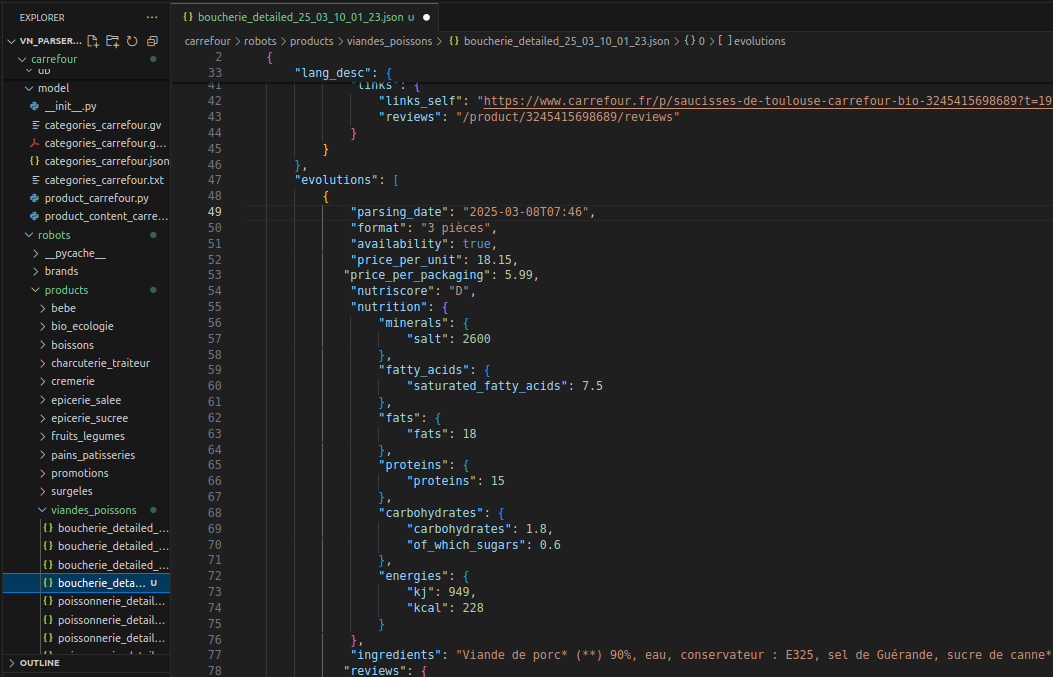 EXPLORER
VN_PARSER...
carrefour
db
model
__init__.py
categories_carrefour.gv
categories_carrefour.g...
categories_carrefour.json
categories_carrefour.txt
product_carrefour.py
product_content_carre...
robots
__pycache__
brands
products
bebe
bio_ecologie
boissons
charcuterie_traiteur
cremerie
epicerie_salee
epicerie_sucree
fruits_legumes
pains_patisseries
promotions
surgeles
viandes_poissons
boucherie_detailed_...
boucherie_detailed_...
boucherie_detailed_...
boucherie_deta... U
poissonnerie_detail...
poissonnerie_detail...
poissonnerie_detail...
OUTLINE
{} boucherie_detailed_25_03_10_01_23.json U
carrefour > robots > products > viandes_poissons > {} boucherie_detailed_25_03_10_01_23.json > {} 0 > [ ] evolutions
2 {
33 "lang_desc": {
41 "links": {
42 "links_self": "https://www.carrefour.fr/p/saucisses-de-toulouse-carrefour-bio-3245415698689?t=19
43 "reviews": "/product/3245415698689/reviews"
44 }
45 }
46 },
47 "evolutions": [
48 {
49 "parsing_date": "2025-03-08T07:46",
50 "format": "3 pièces",
51 "availability": true,
52 "price_per_unit": 18.15,
53 "price_per_packaging": 5.99,
54 "nutriscore": "D",
55 "nutrition": {
56 "minerals": {
57 "salt": 2600
58 },
59 "fatty_acids": {
60 "saturated_fatty_acids": 7.5
61 },
62 "fats": {
63 "fats": 18
64 },
65 "proteins": {
66 "proteins": 15
67 },
68 "carbohydrates": {
69 "carbohydrates": 1.8,
70 "of_which_sugars": 0.6
71 },
72 "energies": {
73 "kj": 949,
74 "kcal": 228
75 }
76 },
77 "ingredients": "Viande de porc* (**) 90%, eau, conservateur : E325, sel de Guérande, sucre de canne*
78 "reviews": {